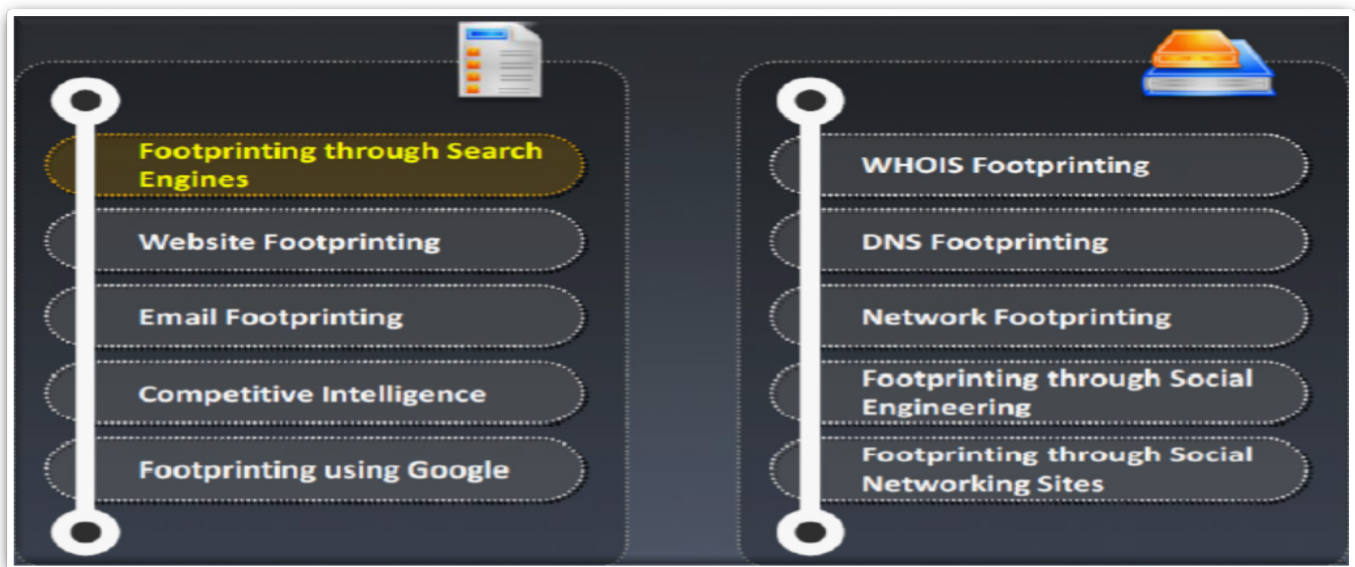 Footprinting through Search
Engines
Website Footprinting
Email Footprinting
Competitive Intelligence
Footprinting using Google
WHOIS Footprinting
DNS Footprinting
Network Footprinting
Footprinting through Social
Engineering
Footprinting through Social
Networking Sites